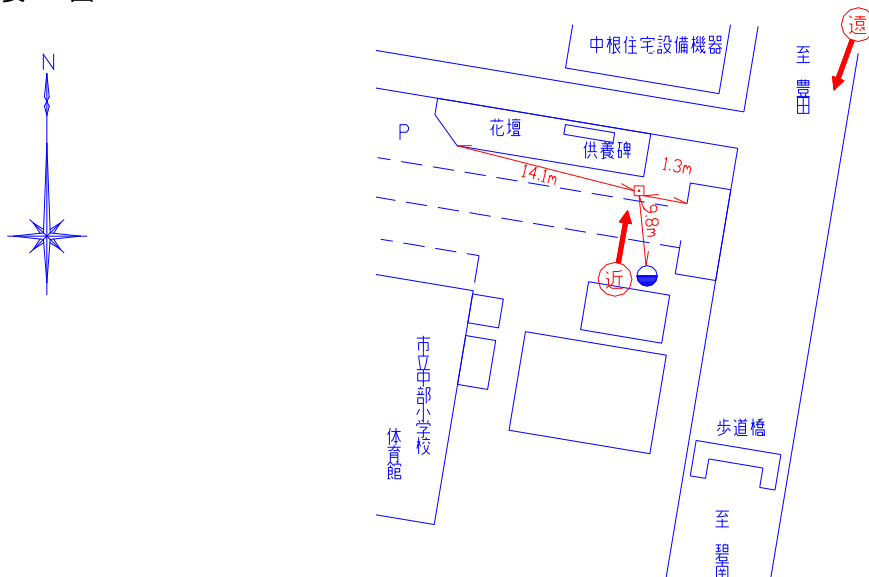 N
中根住宅設備機器
遠
至 豊田
P
花壇
供養碑
1.3m
14.1m
9.8m
近
市立中部小学校
体育館
歩道橋
至 碧南